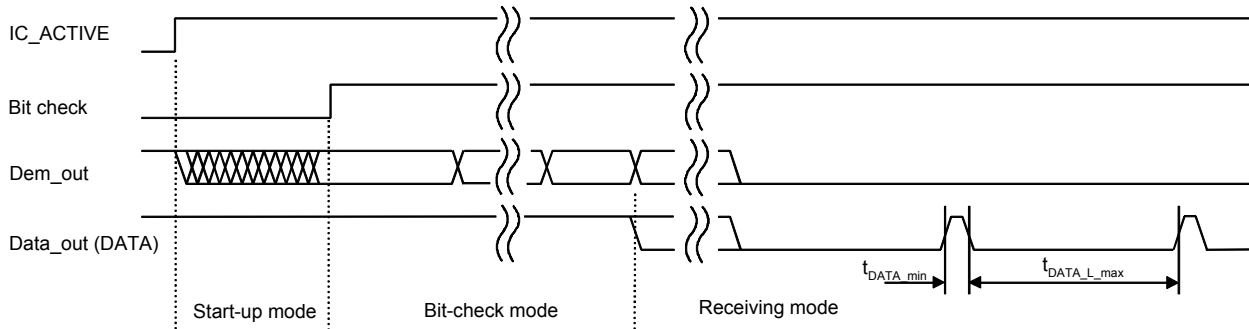 IC_ACTIVE
Bit check
Dem_out
Data_out (DATA)
tDATA_min
tDATA_L_max
Start-up mode
Bit-check mode
Receiving mode